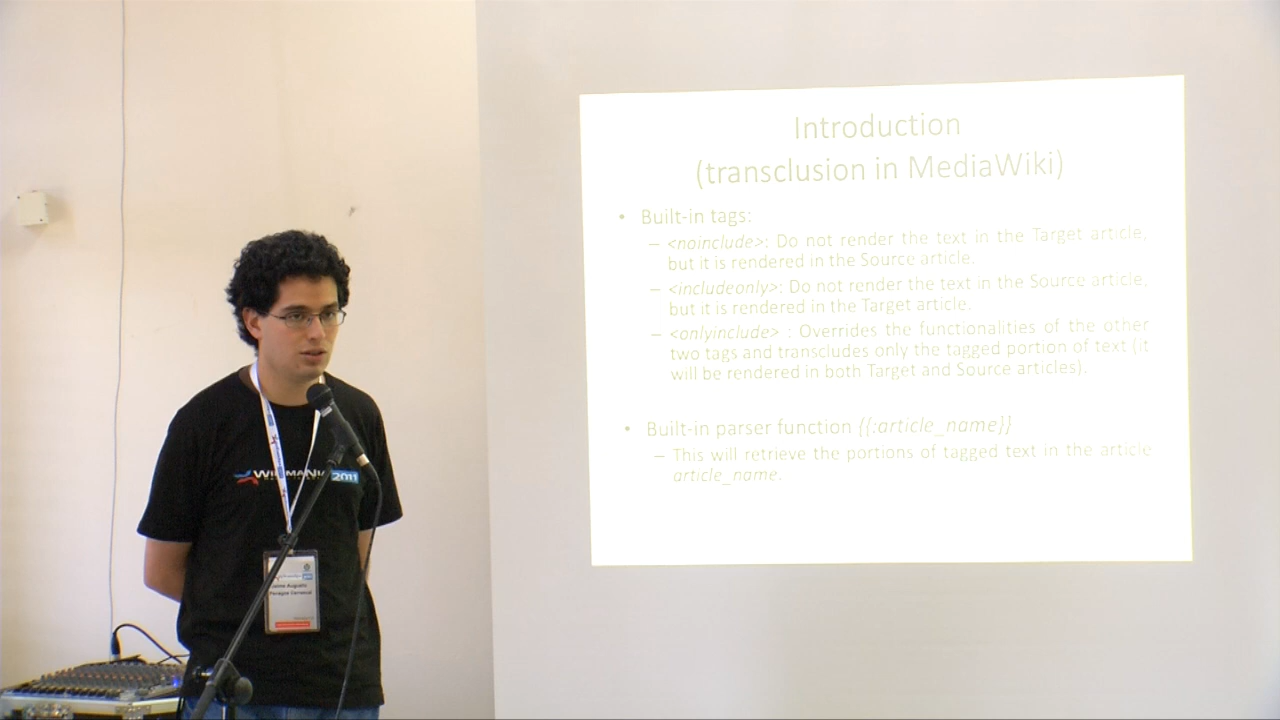 Introduction
(transclusion in MediaWiki)
• Built-in tags:
– <noinclude>: Do not render the text in the Target article,
but it is rendered in the Source article.
– <includeonly>: Do not render the text in the Source article,
but it is rendered in the Target article.
– <onlyinclude> : Overrides the functionalities of the other
two tags and transcludes only the tagged portion of text (it
will be rendered in both Target and Source articles).
• Built-in parser function {{:article_name}}
– This will retrieve the portions of tagged text in the article
article_name.
2011